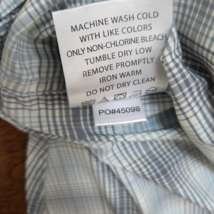 MACHINE WASH COLD
WITH LIKE COLORS
ONLY NON-CHLORINE BLEACH
TUMBLE DRY LOW
REMOVE PROMPTLY
IRON WARM
DO NOT DRY CLEAN
PO#45098